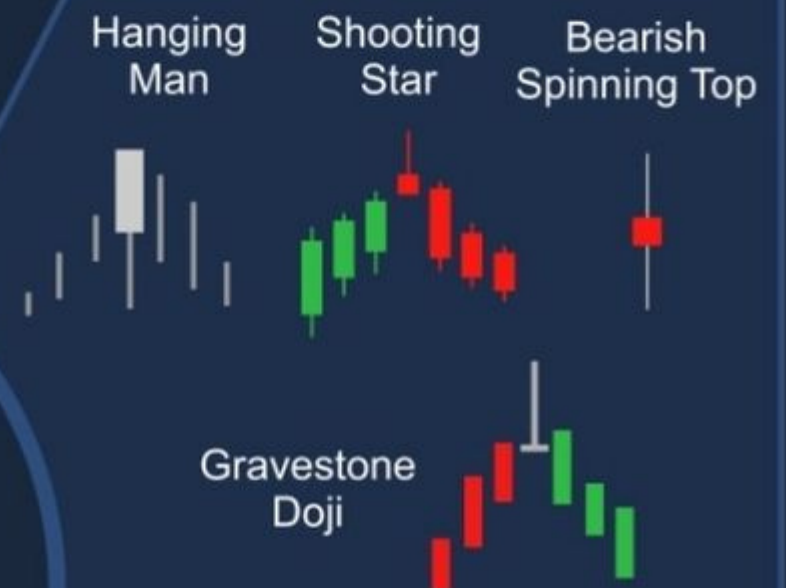 Hanging
Man
Shooting
Star
Bearish
Spinning Top
Gravestone
Doji